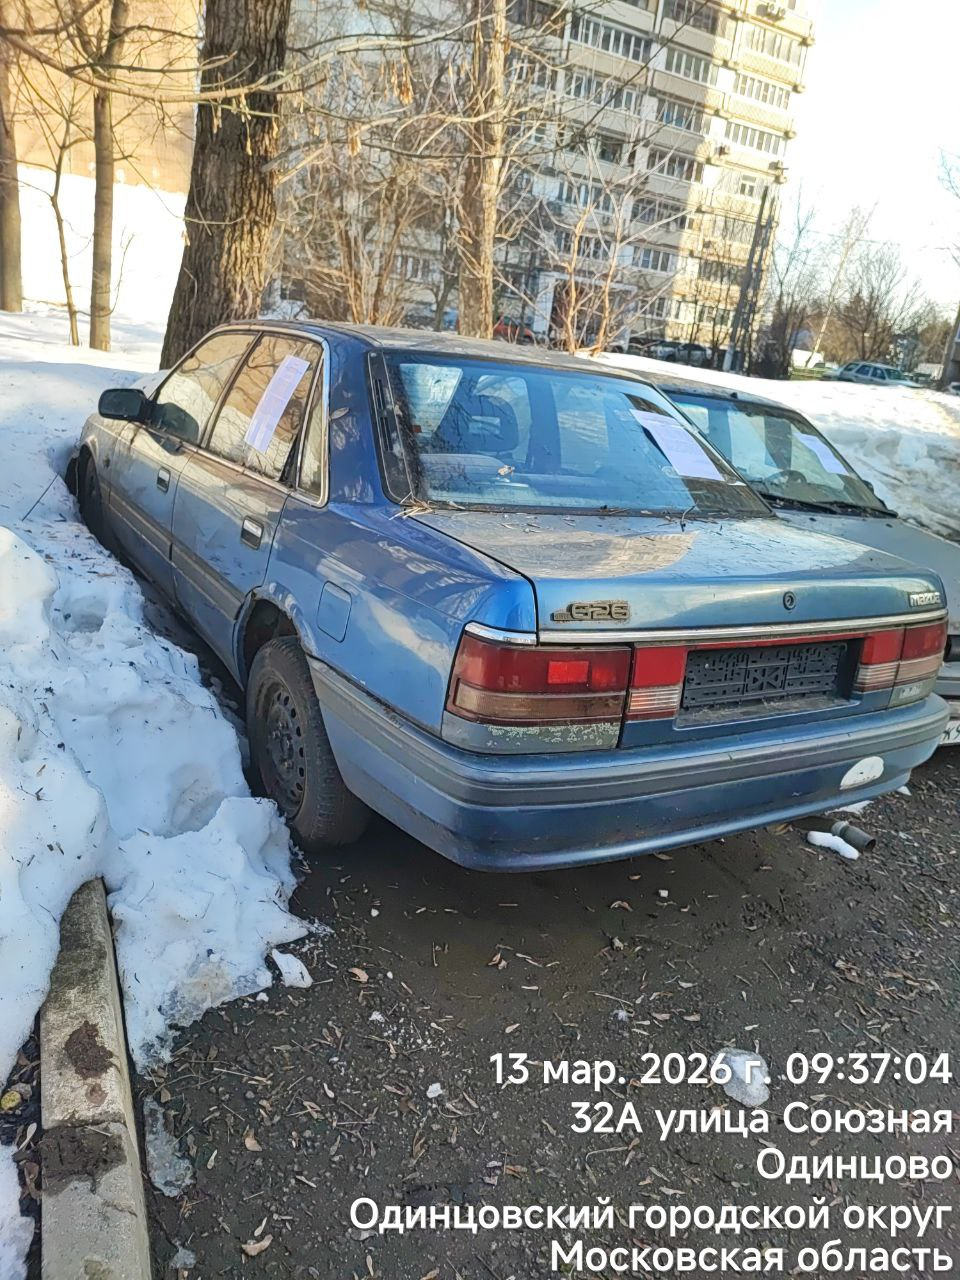 626
mazda
13 мар. 2026 г. 09:37:04
32А улица Союзная
Одинцово
Одинцовский городской округ
Московская область